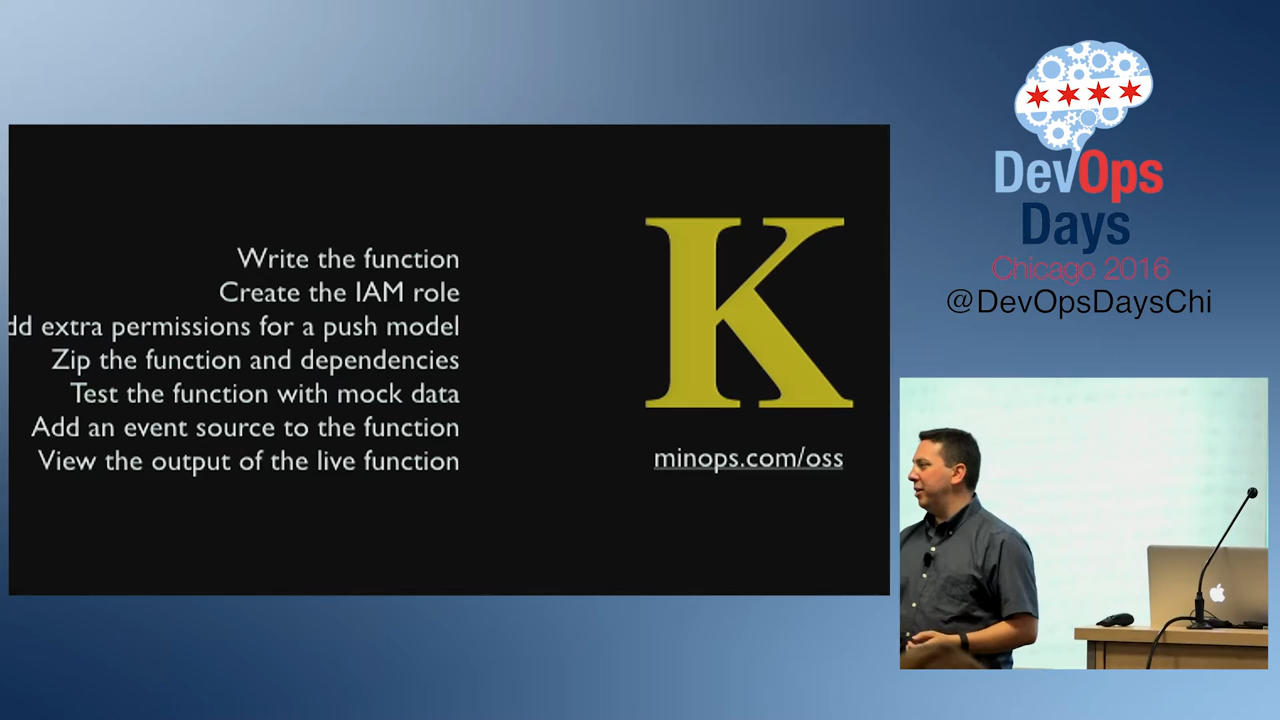 Write the function
Create the IAM role
dd extra permissions for a push model
Zip the function and dependencies
Test the function with mock data
Add an event source to the function
View the output of the live function
K
minops.com/oss
DevOps
Days
Chicago 2016
@DevOpsDaysChi